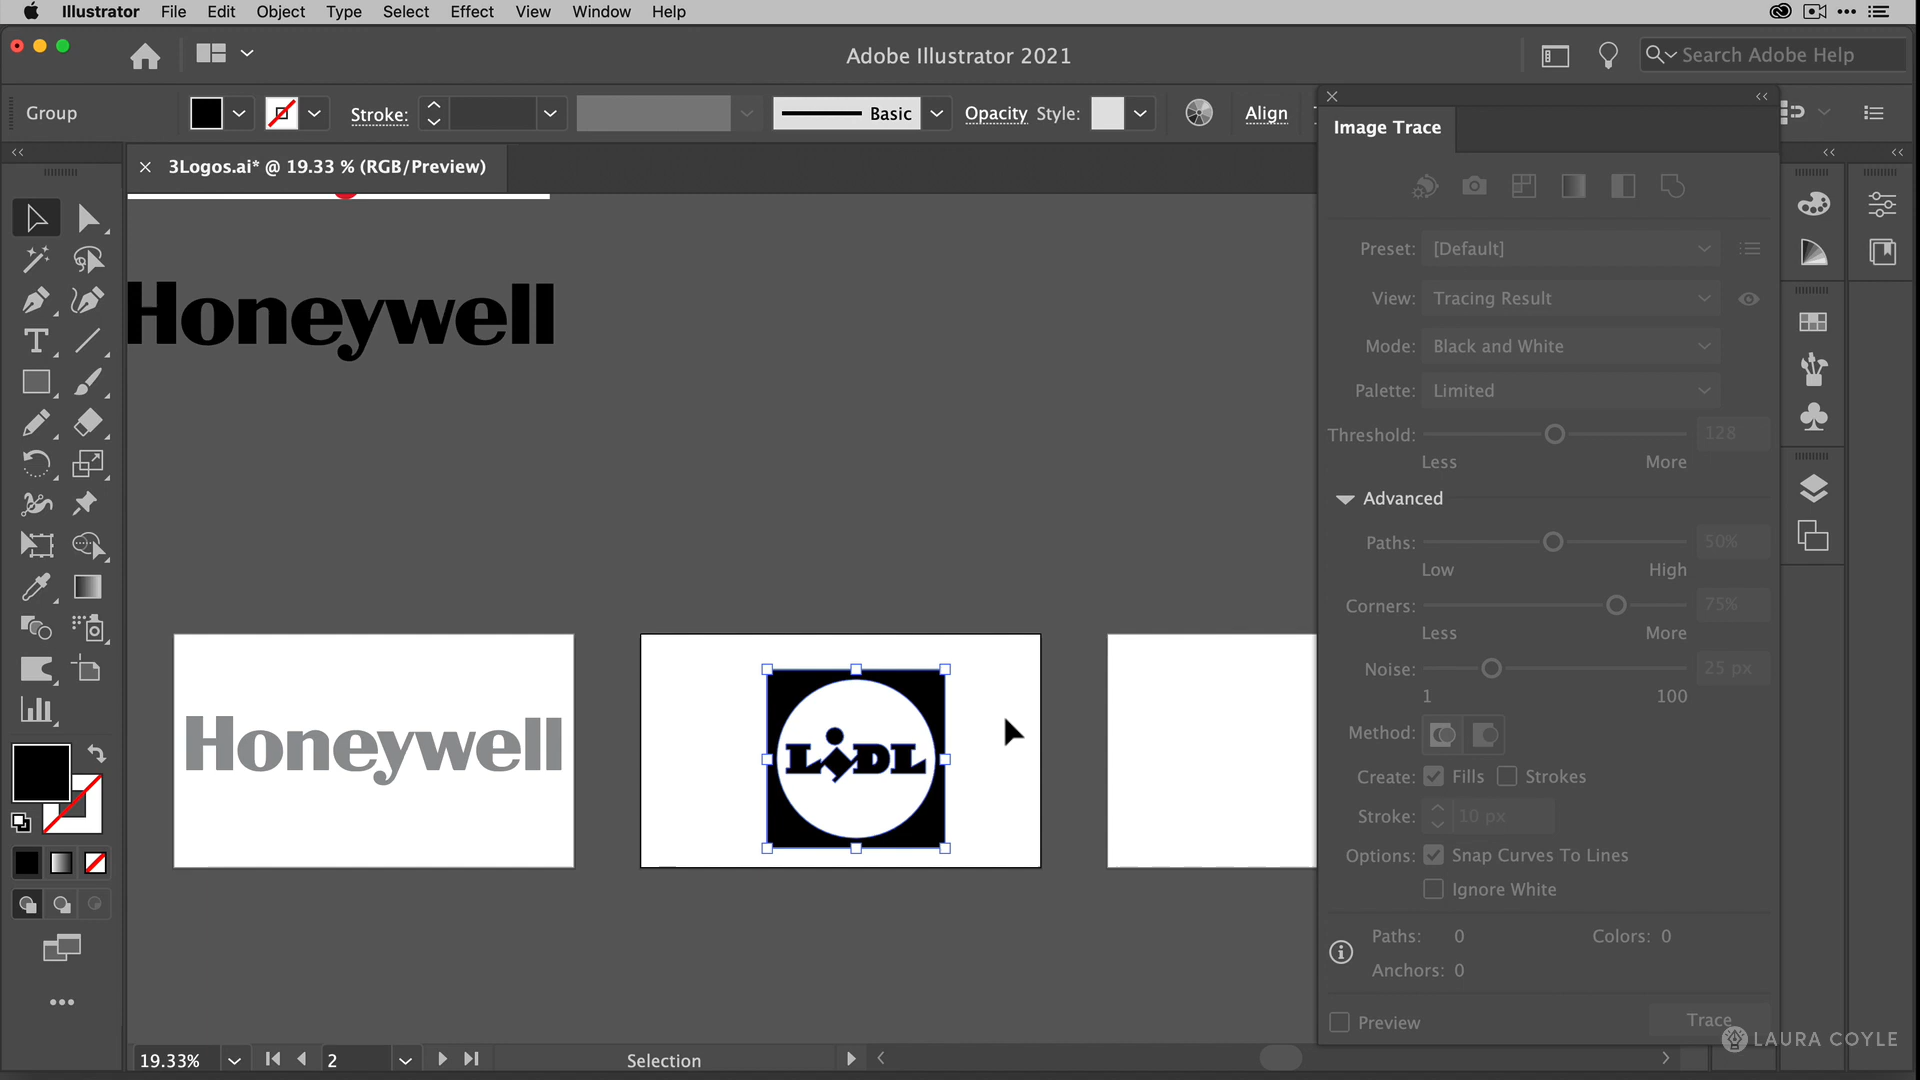 Illustrator File Edit Object Type Select Effect View Window Help
Adobe Illustrator 2021
Search Adobe Help
Group
Stroke:
Basic
Opacity Style:
Align
Image Trace
3Logos.ai* @ 19.33 % (RGB/Preview)
Preset: [Default]
View: Tracing Result
Mode: Black and White
Palette: Limited
Threshold: 128
Less More
Advanced
Paths: 50%
Low High
Corners: 75%
Less More
Noise: 25 px
1 100
Method:
Create: Fills Strokes
Stroke: 10 px
Options: Snap Curves To Lines
Ignore White
Paths: 0 Colors: 0
Anchors: 0
Preview Trace
Honeywell
Honeywell
LiDL
19.33% 2 Selection
LAURA COYLE